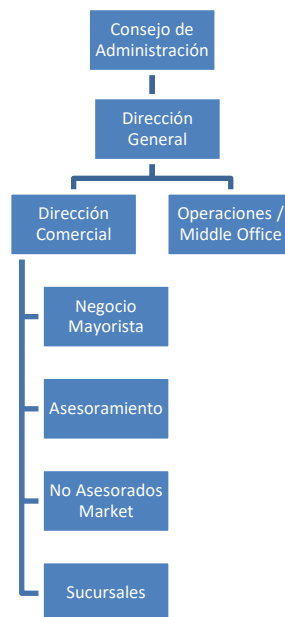 Consejo de
Administración
Dirección
General
Dirección
Comercial
Operaciones /
Middle Office
Negocio
Mayorista
Asesoramiento
No Asesorados
Market
Sucursales